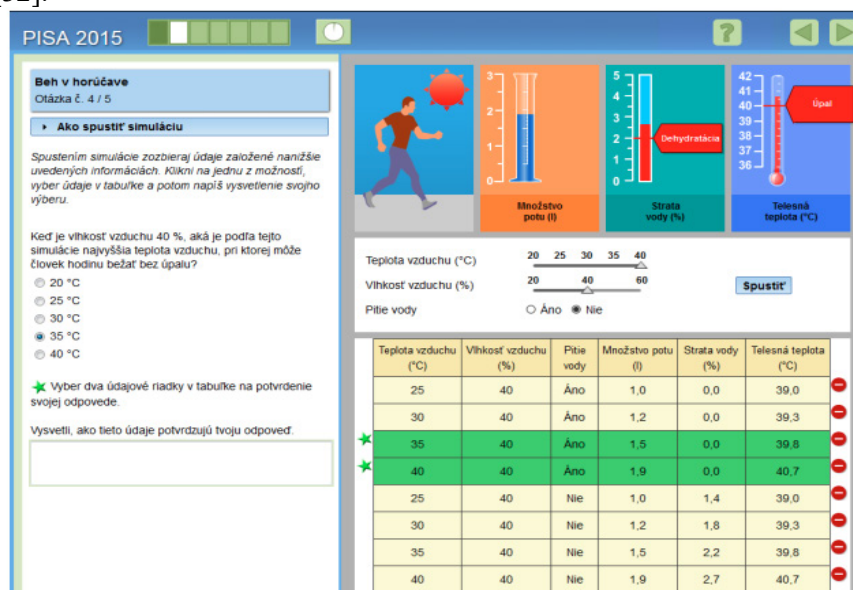 PISA 2015
?
Beh v horúčave
Otázka č. 4 / 5
Ako spustiť simuláciu
Spustením simulácie zozbieraj údaje založené nanižšie
uvedených informáciách. Klikni na jednu z možností,
vyber údaje v tabuľke a potom napíš vysvetlenie svojho
výberu.
Keď je vlhkosť vzduchu 40 %, aká je podľa tejto
simulácie najvyššia teplota vzduchu, pri ktorej môže
človek hodinu bežať bez úpalu?
20 °C
25 °C
30 °C
35 °C
40 °C
Vyber dva údajové riadky v tabuľke na potvrdenie
svojej odpovede.
Vysvetli, ako tieto údaje potvrdzujú tvoju odpoveď.
3
2
1
0
Množstvo
potu (l)
5
4
3
2
1
0
Dehydratácia
Strata
vody (%)
42
41
40
39
38
37
36
Úpal
Telesná
teplota (°C)
Teplota vzduchu (°C) 20 25 30 35 40
Vlhkosť vzduchu (%) 20 40 60
Spustiť
Pitie vody Áno Nie
Teplota vzduchu (°C) Vlhkosť vzduchu (%) Pitie vody Množstvo potu (l) Strata vody (%) Telesná teplota (°C)
25 40 Áno 1,0 0,0 39,0
30 40 Áno 1,2 0,0 39,3
35 40 Áno 1,5 0,0 39,8
40 40 Áno 1,9 0,0 40,7
25 40 Nie 1,0 1,4 39,0
30 40 Nie 1,2 1,8 39,3
35 40 Nie 1,5 2,2 39,8
40 40 Nie 1,9 2,7 40,7